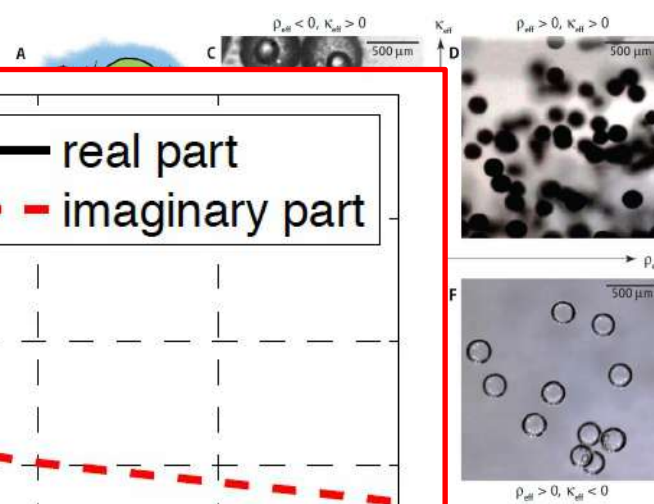 ρeff < 0, κeff > 0
κeff
ρeff > 0, κeff > 0
A
C
500 μm
D
500 μm
real part
imaginary part
F
500 μm
ρeff > 0, κeff < 0